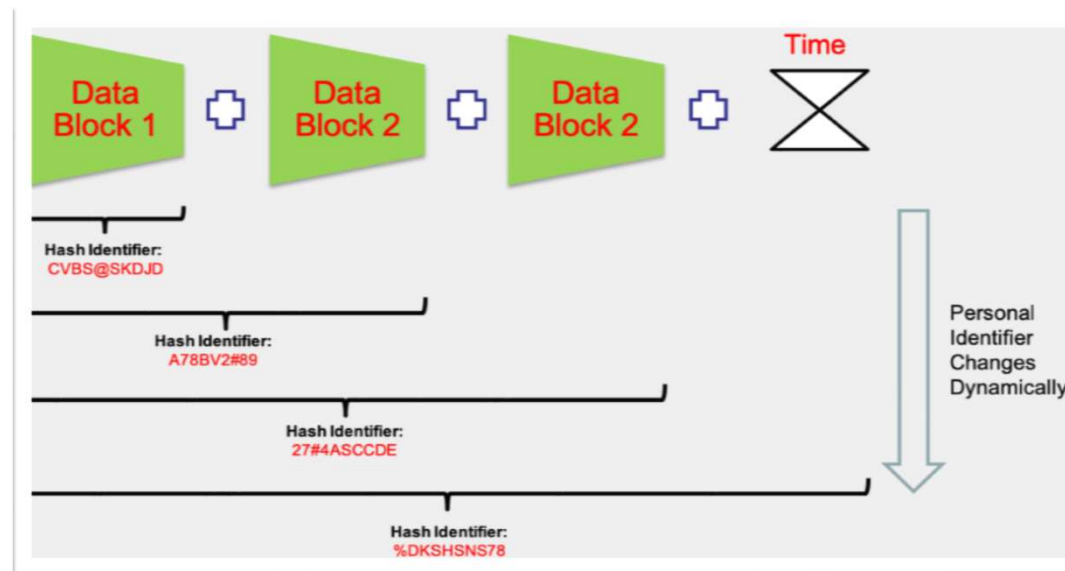 Time
Data
Block 1
Data
Block 2
Data
Block 2
Hash Identifier:
CVBS@SKDJD
Hash Identifier:
A78BV2#89
Hash Identifier:
27#4ASCCDE
Hash Identifier:
%DKSHSNS78
Personal
Identifier
Changes
Dynamically